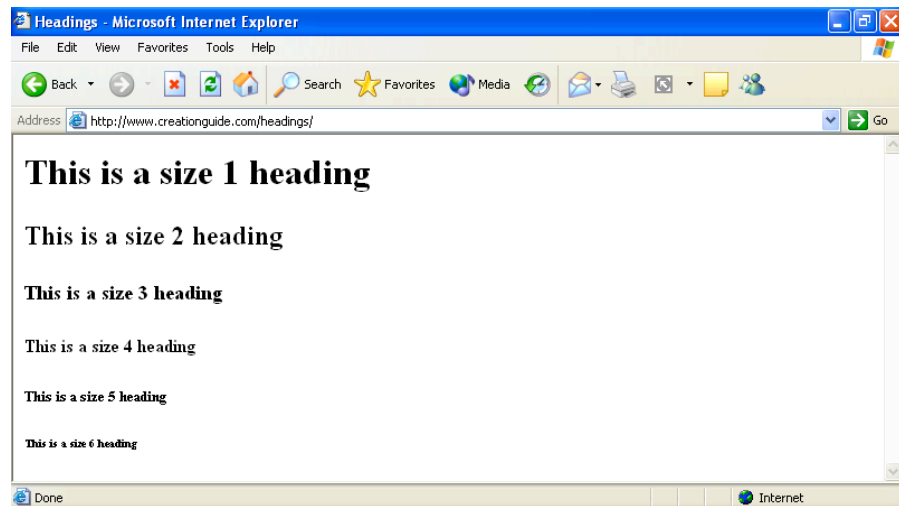 Headings - Microsoft Internet Explorer
File Edit View Favorites Tools Help
Back Search Favorites Media
Address http://www.creationguide.com/headings/ Go
This is a size 1 heading
This is a size 2 heading
This is a size 3 heading
This is a size 4 heading
This is a size 5 heading
This is a size 6 heading
Done Internet